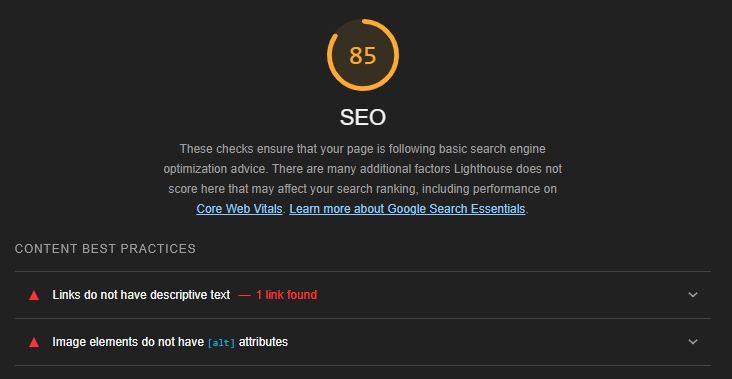 85
SEO
These checks ensure that your page is following basic search engine
optimization advice. There are many additional factors Lighthouse does not
score here that may affect your search ranking, including performance on
Core Web Vitals. Learn more about Google Search Essentials.
CONTENT BEST PRACTICES
Links do not have descriptive text — 1 link found
Image elements do not have [alt] attributes